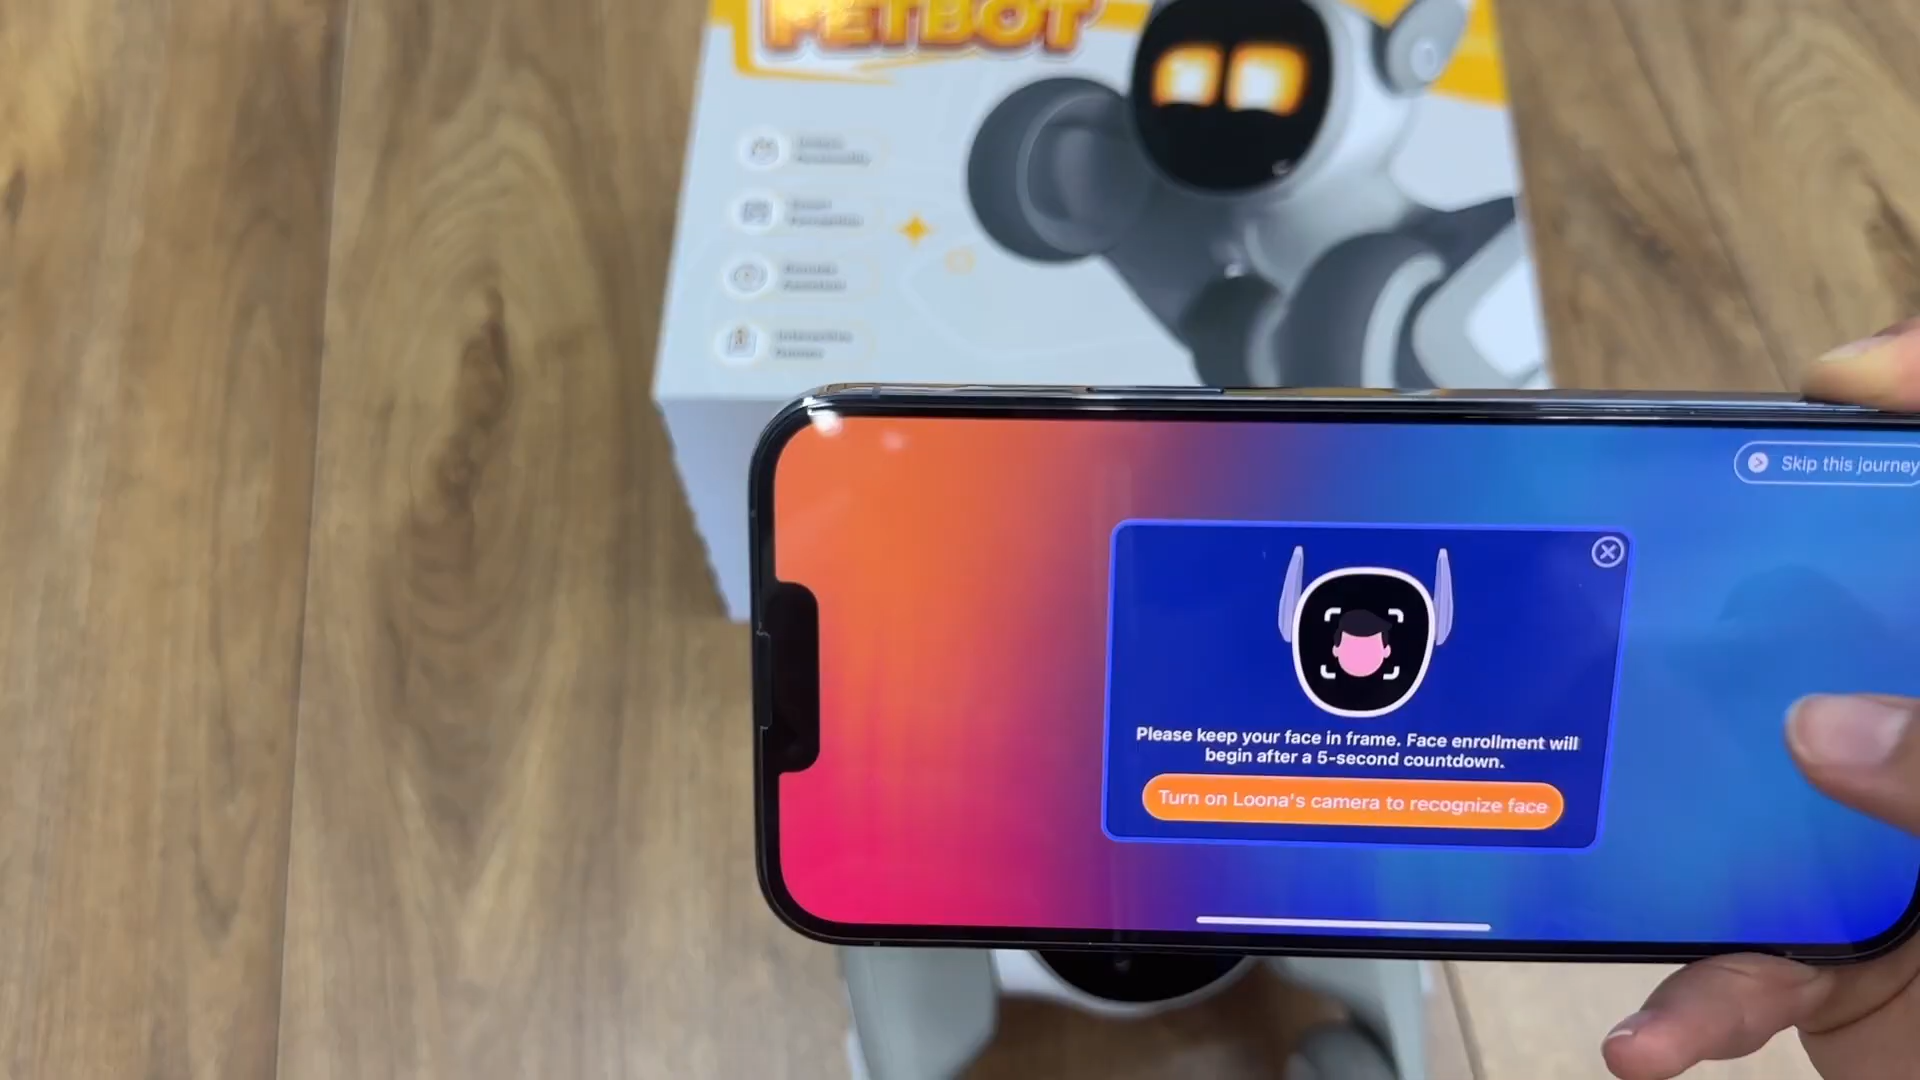 PETBOT
Skip this journey
Please keep your face in frame. Face enrollment will
begin after a 5-second countdown.
Turn on Loona's camera to recognize face